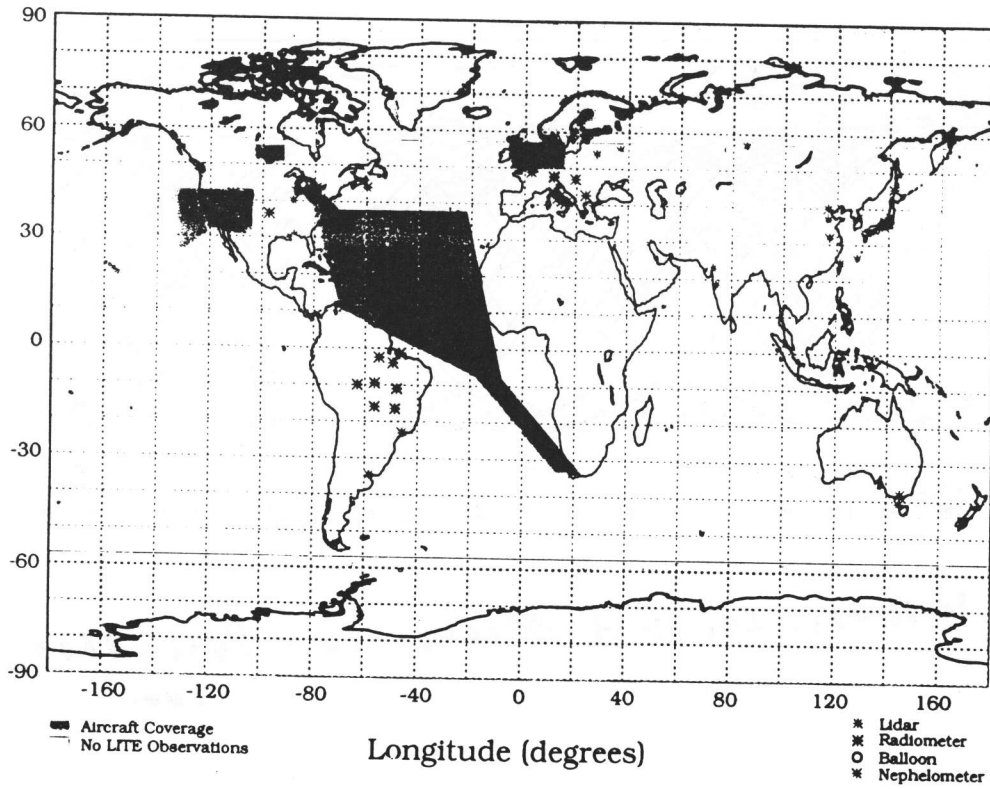 90
60
30
0
-30
-60
-90
-160
-120
-80
-40
0
40
80
120
160
Aircraft Coverage
No LITE Observations
Longitude (degrees)
Lidar
Radiometer
Balloon
Nephelometer